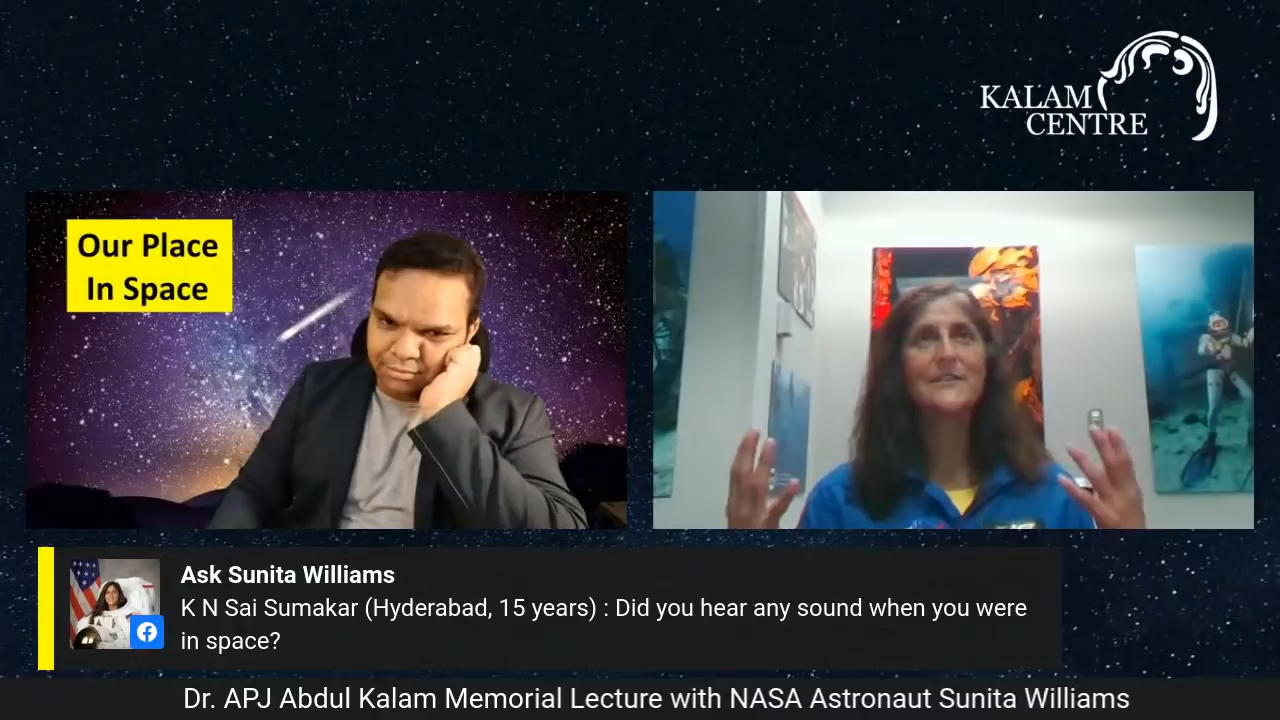 KALAM
CENTRE
Our Place
In Space
Ask Sunita Williams
K N Sai Sumakar (Hyderabad, 15 years) : Did you hear any sound when you were
in space?
Dr. APJ Abdul Kalam Memorial Lecture with NASA Astronaut Sunita Williams